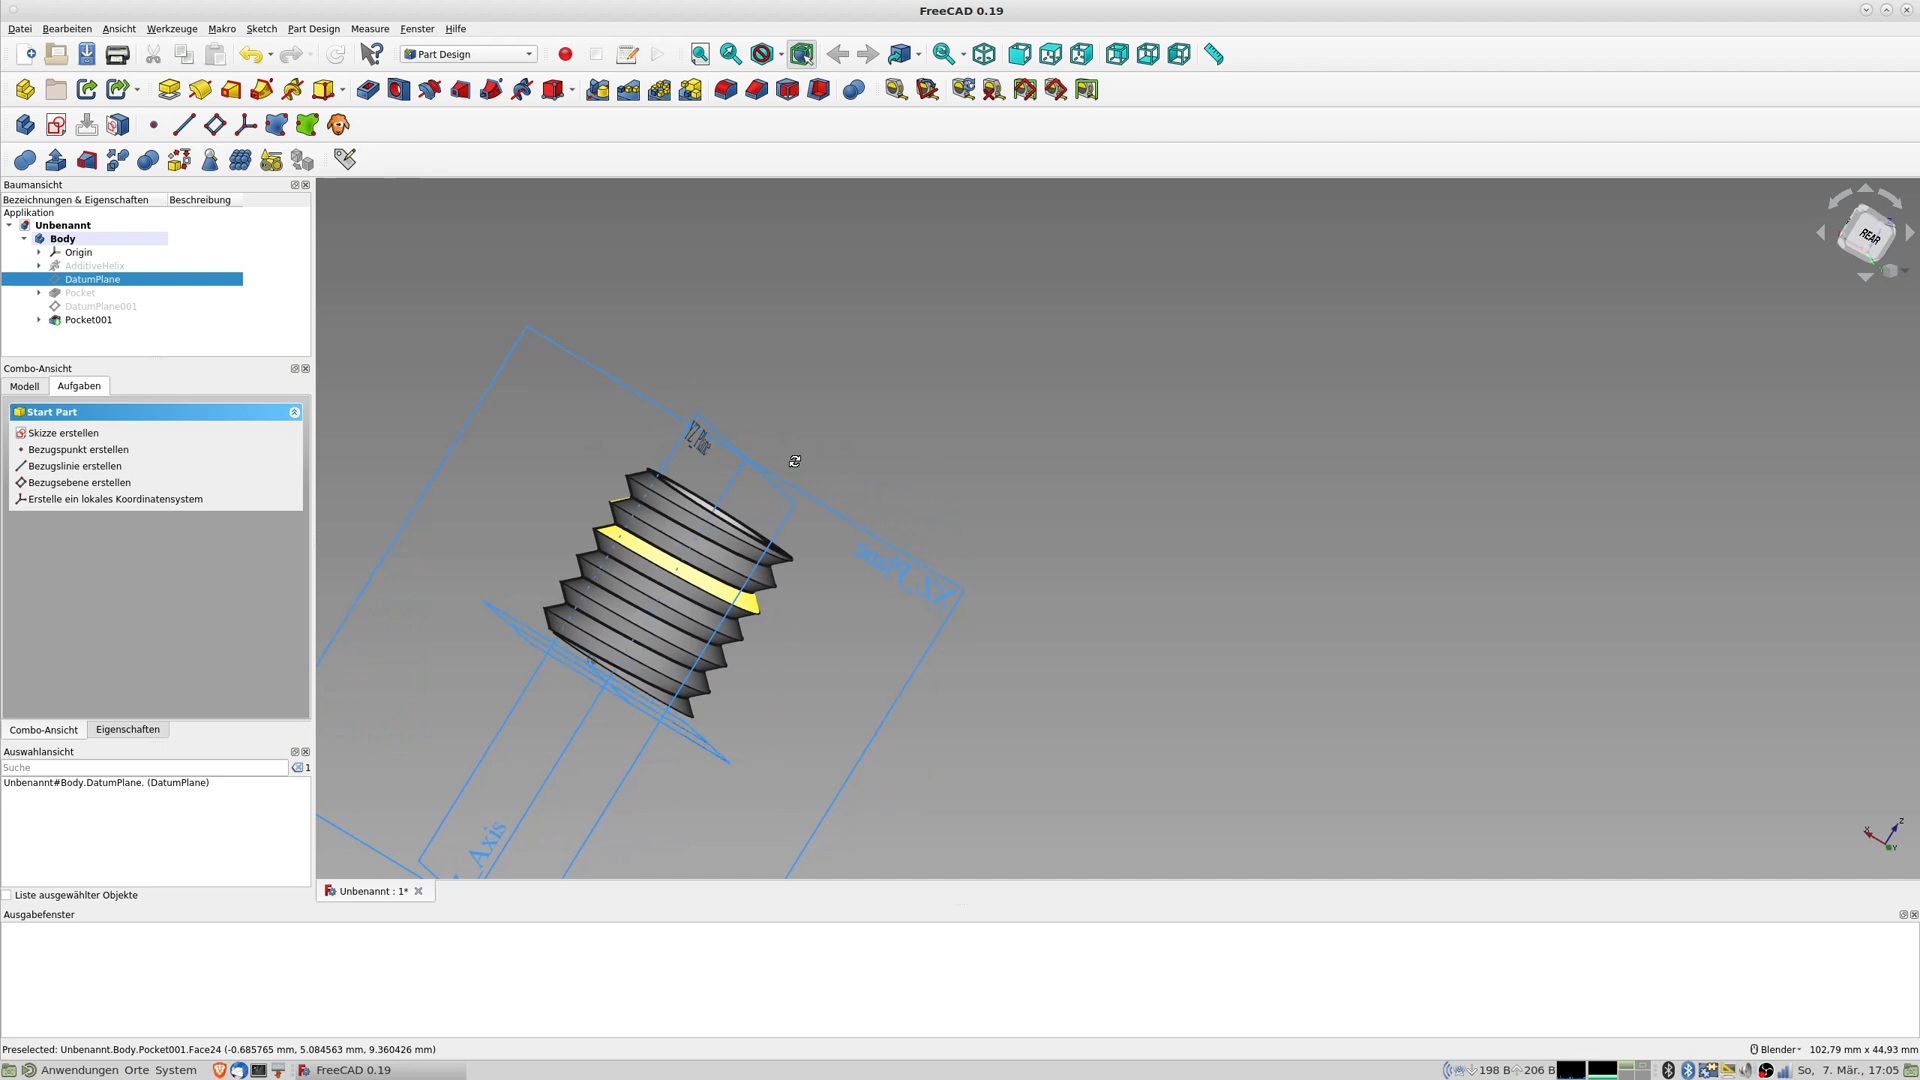 FreeCAD 0.19
Datei Bearbeiten Ansicht Werkzeuge Makro Sketch Part Design Measure Fenster Hilfe
Part Design
Baumansicht
Bezeichnungen & Eigenschaften Beschreibung
Applikation
Unbenannt
Body
Origin
AdditiveHelix
DatumPlane
Pocket
DatumPlane001
Pocket001
Combo-Ansicht
Modell Aufgaben
Start Part
Skizze erstellen
Bezugspunkt erstellen
Bezugslinie erstellen
Bezugsebene erstellen
Erstelle ein lokales Koordinatensystem
Combo-Ansicht Eigenschaften
Auswahlansicht
Suche 1
Unbenannt#Body.DatumPlane. (DatumPlane)
Liste ausgewählter Objekte
REAR
XZ_Plane
_Axis
X Z Y
Unbenannt : 1*
Ausgabefenster
Preselected: Unbenannt.Body.Pocket001.Face24 (-0.685765 mm, 5.084563 mm, 9.360426 mm)
Blender 102,79 mm x 44,93 mm
Anwendungen Orte System FreeCAD 0.19 198 B 206 B So, 7. Mär., 17:05